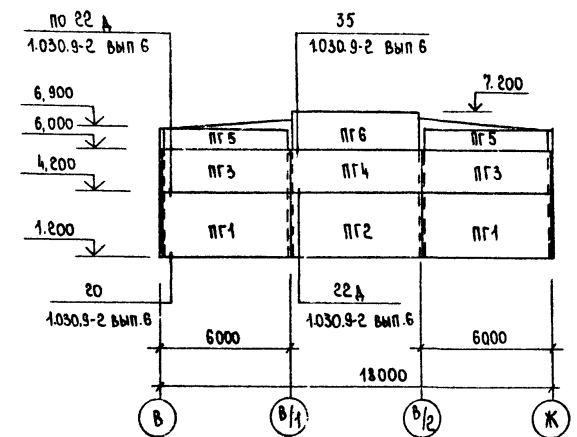 ПО 22 Д
1.030.9-2 ВЫП 6
35
1.030.9-2 ВЫП 6
7.200
6,900
6,000
4,200
1.200
ПГ5
ПГ6
ПГ5
ПГ3
ПГ4
ПГ3
ПГ1
ПГ2
ПГ1
20
1.030.9-2 ВЫП.6
22Д
1.030.9-2 ВЫП.6
6000
6000
18000
В
В/1
В/2
Ж